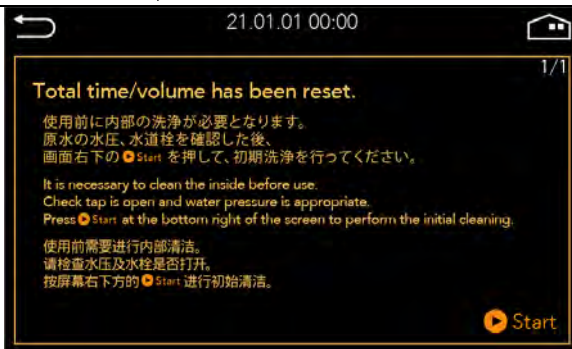 21.01.01 00:00
1/1
Total time/volume has been reset.
使用前に内部の洗浄が必要となります。
原水の水圧、水道栓を確認した後、
画面右下の Start を押して、初期洗浄を行ってください。
It is necessary to clean the inside before use.
Check tap is open and water pressure is appropriate.
Press Start at the bottom right of the screen to perform the initial cleaning.
使用前需要进行内部清洁。
请检查水压及水栓是否打开。
按屏幕右下方的 Start 进行初始清洁。
Start